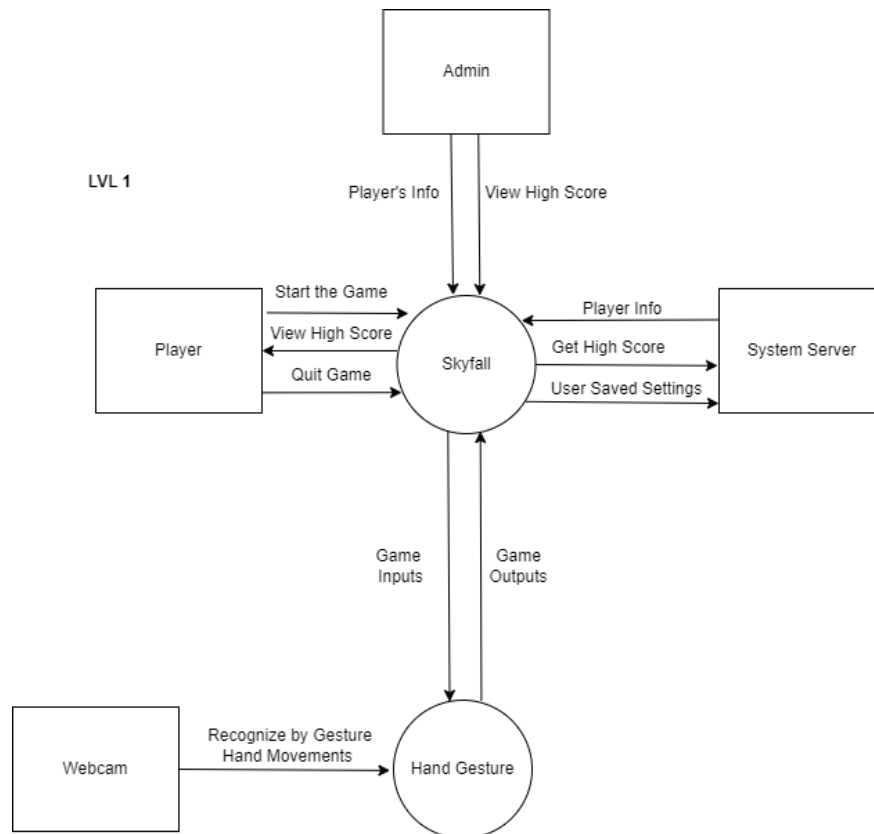 Admin
LVL 1
Player's Info
View High Score
Start the Game
Player Info
View High Score
Get High Score
Player
Skyfall
System Server
Quit Game
User Saved Settings
Game
Inputs
Game
Outputs
Recognize by Gesture
Hand Movements
Webcam
Hand Gesture